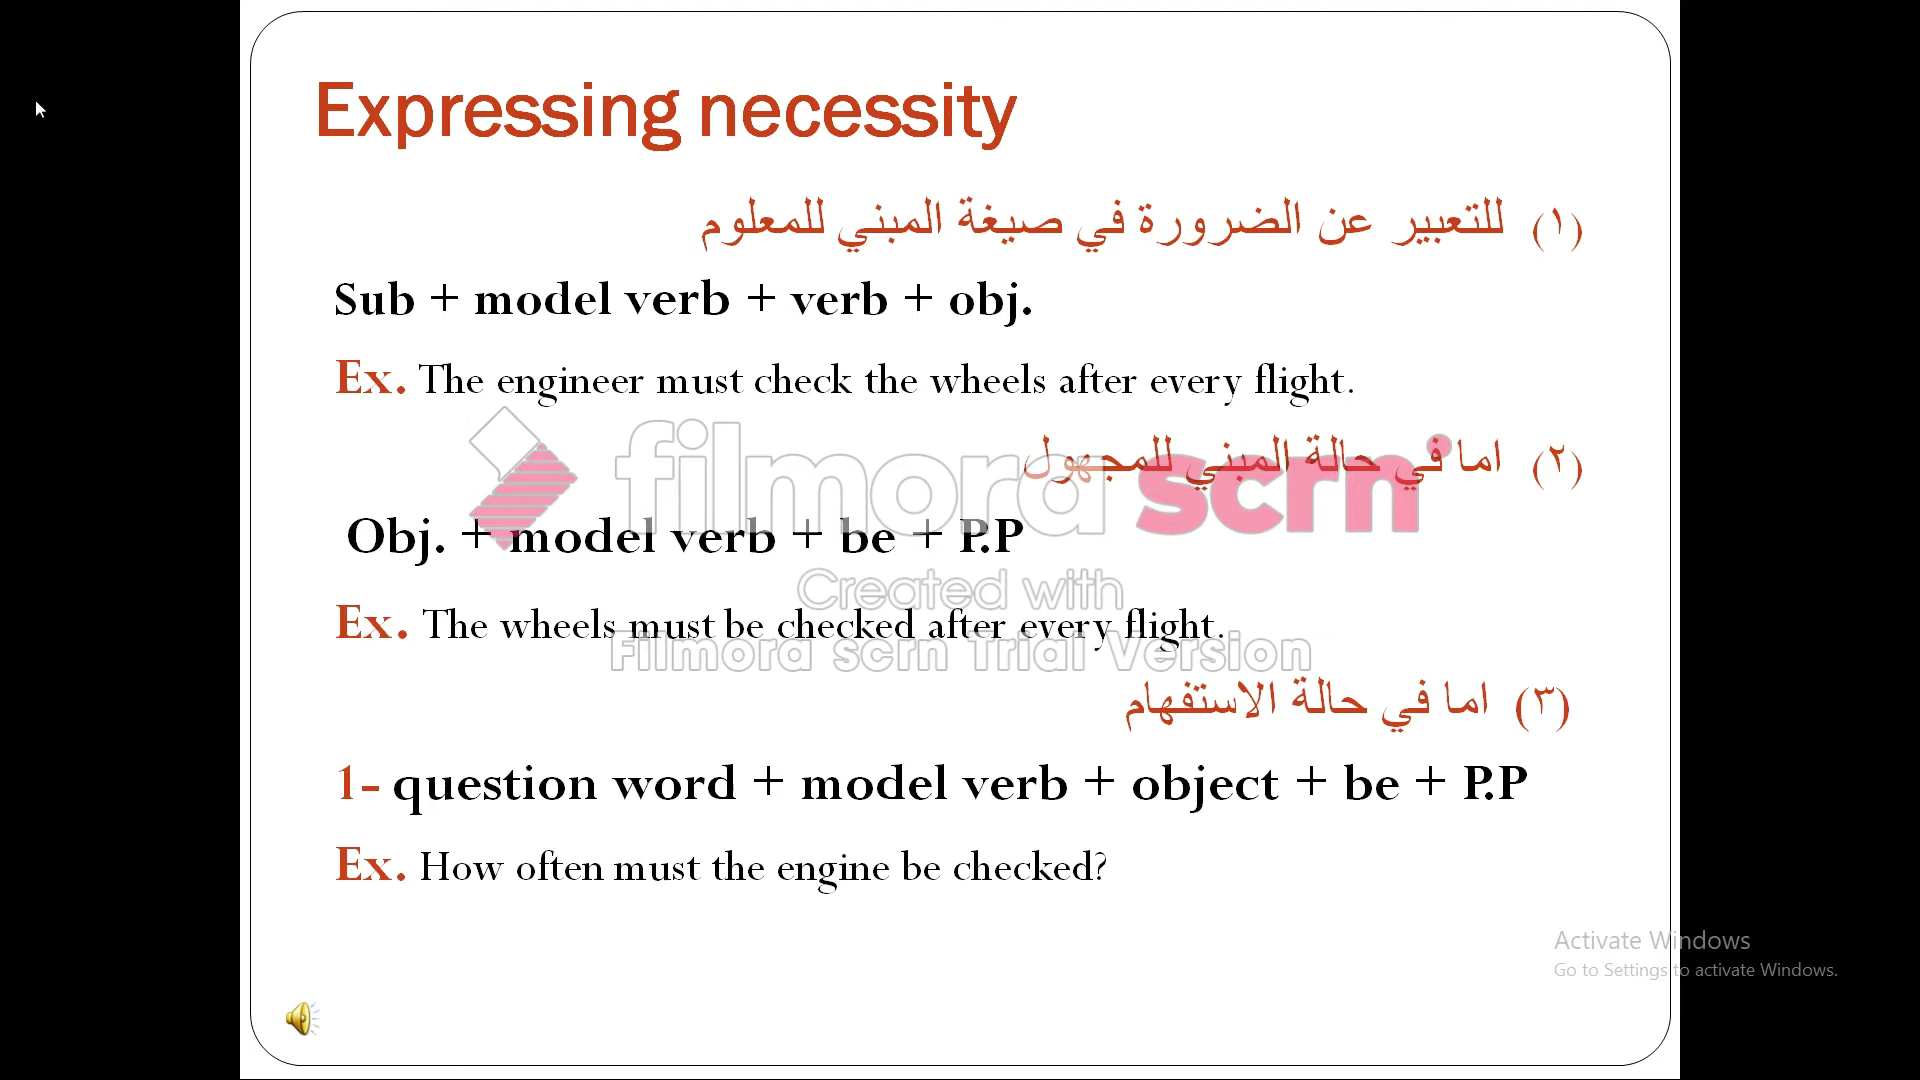 Expressing necessity
(١) للتعبير عن الضرورة في صيغة المبني للمعلوم
Sub + model verb + verb + obj.
Ex. The engineer must check the wheels after every flight.
(٢) اما في حالة المبني للمجهول
filmora scrn
Obj. + model verb + be + P.P
Created with
Ex. The wheels must be checked after every flight.
Filmora scrn Trial Version
(٣) اما في حالة الاستفهام
1- question word + model verb + object + be + P.P
Ex. How often must the engine be checked?
Activate Windows
Go to Settings to activate Windows.